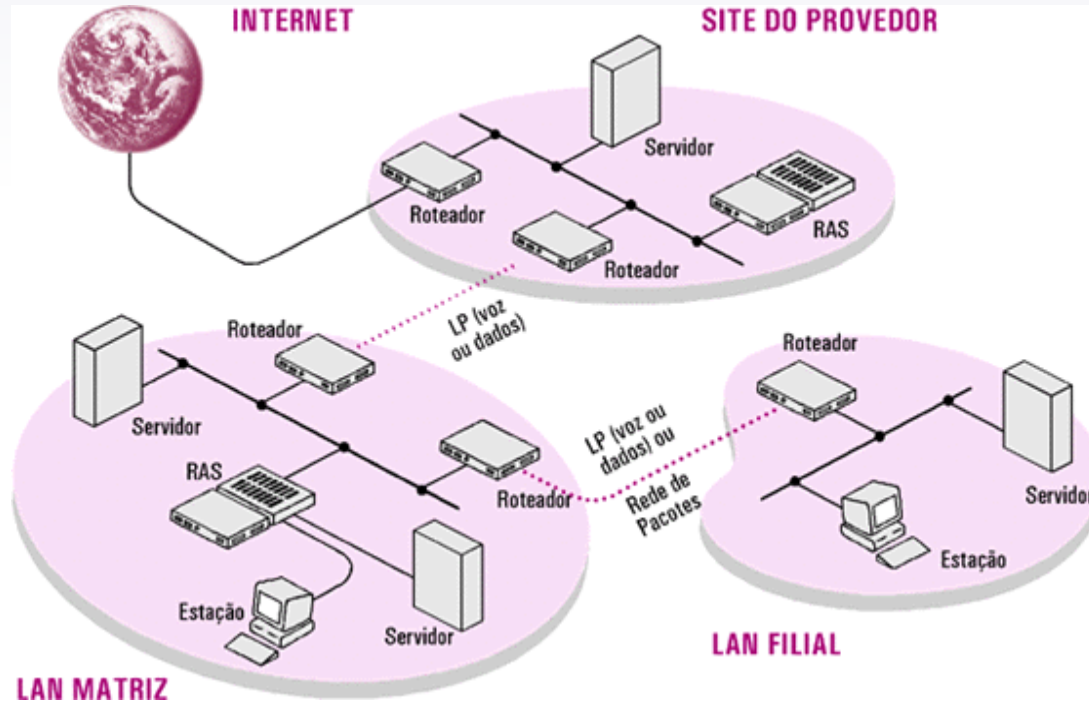 INTERNET
SITE DO PROVEDOR
Servidor
Roteador
RAS
Roteador
LP (voz
ou dados)
Roteador
Servidor
RAS
Roteador
Estação
Servidor
LAN MATRIZ
LP (voz ou
dados) ou
Rede de
Pacotes
Roteador
Servidor
Estação
LAN FILIAL